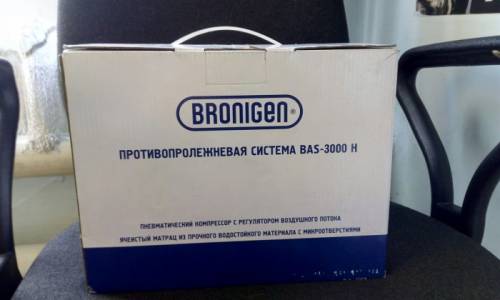 BRONIGEN®
ПРОТИВОПРОЛЕЖНЕВАЯ СИСТЕМА BAS-3000 H
ПНЕВМАТИЧЕСКИЙ КОМПРЕССОР С РЕГУЛЯТОРОМ ВОЗДУШНОГО ПОТОКА
ЯЧЕИСТЫЙ МАТРАЦ ИЗ ПРОЧНОГО ВОДОСТОЙКОГО МАТЕРИАЛА С МИКРООТВЕРСТИЯМИ